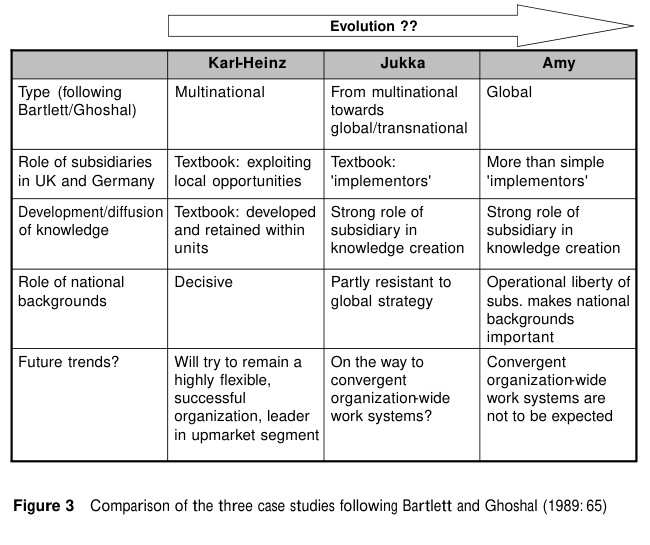 Evolution ??
Karl-Heinz Jukka Amy
Type (following
Bartlett/Ghoshal)
Multinational
From multinational
towards
global/transnational
Global
Role of subsidiaries
in UK and Germany
Textbook: exploiting
local opportunities
Textbook:
'implementors'
More than simple
'implementors'
Development/diffusion
of knowledge
Textbook: developed
and retained within
units
Strong role of
subsidiary in
knowledge creation
Strong role of
subsidiary in
knowledge creation
Role of national
backgrounds
Decisive
Partly resistant to
global strategy
Operational liberty of
subs. makes national
backgrounds
important
Future trends?
Will try to remain a
highly flexible,
successful
organization, leader
in upmarket segment
On the way to
convergent
organization-wide
work systems?
Convergent
organization-wide
work systems are
not to be expected
Figure 3 Comparison of the three case studies following Bartlett and Ghoshal (1989: 65)